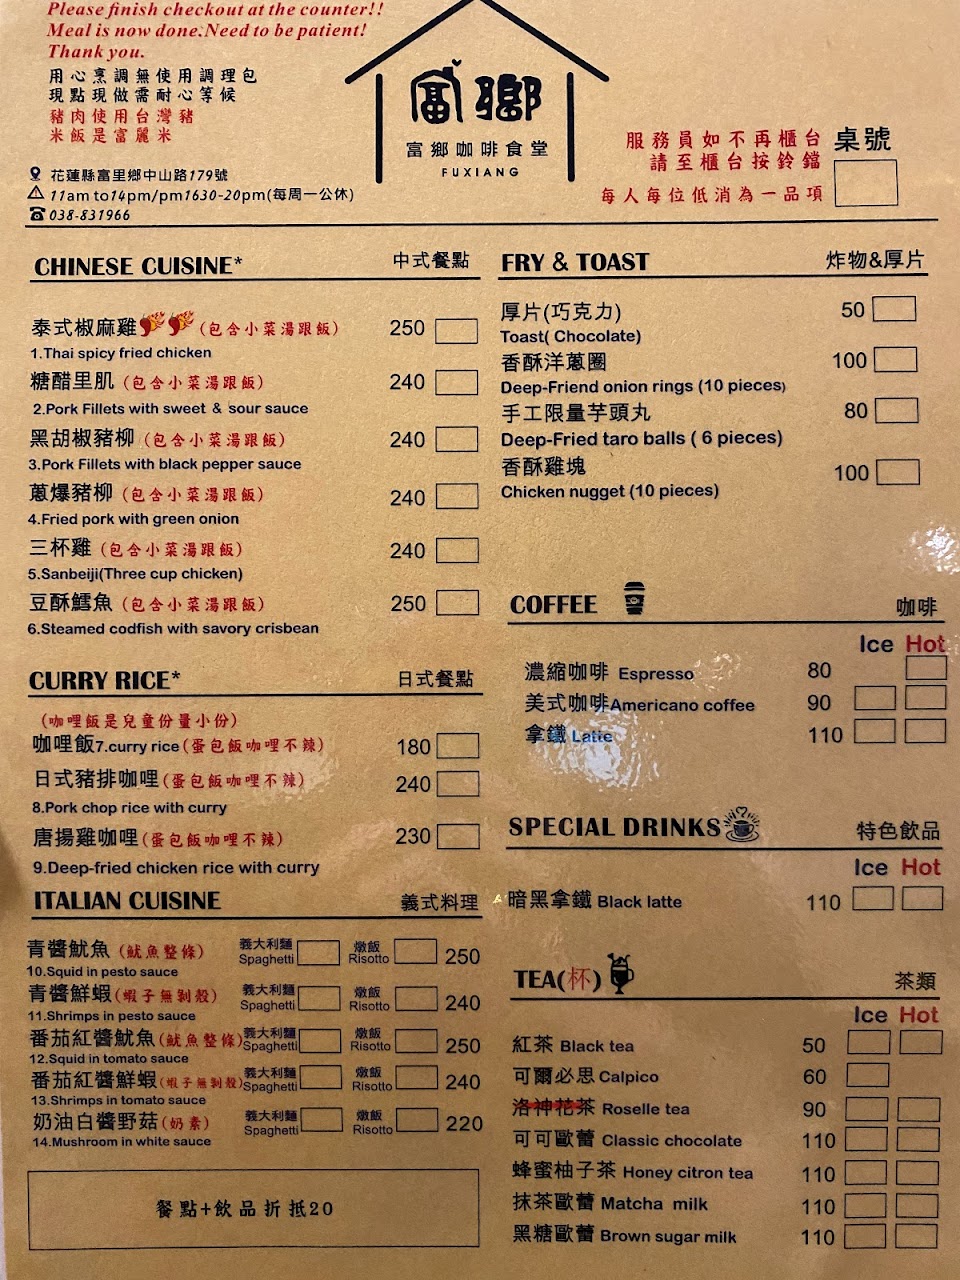 Please finish checkout at the counter!!
Meal is now done.Need to be patient!
Thank you.
用心烹調無使用調理包
現點現做需耐心等候
豬肉使用台灣豬
米飯是富麗米
花蓮縣富里鄉中山路179號
11am to14pm/pm1630-20pm(每周一公休)
038-831966
富鄉
富鄉咖啡食堂
FUXIANG
服務員如不再櫃台
請至櫃台按鈴鐺
每人每位低消為一品項
桌號
CHINESE CUISINE* 中式餐點
泰式椒麻雞 (包含小菜湯跟飯) 250
1.Thai spicy fried chicken
糖醋里肌 (包含小菜湯跟飯) 240
2.Pork Fillets with sweet & sour sauce
黑胡椒豬柳 (包含小菜湯跟飯) 240
3.Pork Fillets with black pepper sauce
蔥爆豬柳 (包含小菜湯跟飯) 240
4.Fried pork with green onion
三杯雞 (包含小菜湯跟飯) 240
5.Sanbeiji(Three cup chicken)
豆酥鱈魚 (包含小菜湯跟飯) 250
6.Steamed codfish with savory crisbean
CURRY RICE* 日式餐點
(咖哩飯是兒童份量小份)
咖哩飯7.curry rice(蛋包飯咖哩不辣) 180
日式豬排咖哩(蛋包飯咖哩不辣) 240
8.Pork chop rice with curry
唐揚雞咖哩(蛋包飯咖哩不辣) 230
9.Deep-fried chicken rice with curry
ITALIAN CUISINE 義式料理
青醬魷魚 (魷魚整條) 義大利麵 Spaghetti 燉飯 Risotto 250
10.Squid in pesto sauce
青醬鮮蝦(蝦子無剝殼) 義大利麵 Spaghetti 燉飯 Risotto 240
11.Shrimps in pesto sauce
番茄紅醬魷魚(魷魚整條) 義大利麵 Spaghetti 燉飯 Risotto 250
12.Squid in tomato sauce
番茄紅醬鮮蝦(蝦子無剝殼) 義大利麵 Spaghetti 燉飯 Risotto 240
13.Shrimps in tomato sauce
奶油白醬野菇(奶素) 義大利麵 Spaghetti 燉飯 Risotto 220
14.Mushroom in white sauce
餐點+飲品折抵20
FRY & TOAST 炸物&厚片
厚片(巧克力) 50
Toast( Chocolate)
香酥洋蔥圈 100
Deep-Friend onion rings (10 pieces)
手工限量芋頭丸 80
Deep-Fried taro balls ( 6 pieces)
香酥雞塊 100
Chicken nugget (10 pieces)
COFFEE 咖啡
Ice Hot
濃縮咖啡 Espresso 80
美式咖啡Americano coffee 90
拿鐵 Latte 110
SPECIAL DRINKS 特色飲品
Ice Hot
暗黑拿鐵 Black latte 110
TEA(杯) 茶類
Ice Hot
紅茶 Black tea 50
可爾必思Calpico 60
洛神花茶 Roselle tea 90
可可歐蕾 Classic chocolate 110
蜂蜜柚子茶 Honey citron tea 110
抹茶歐蕾 Matcha milk 110
黑糖歐蕾 Brown sugar milk 110